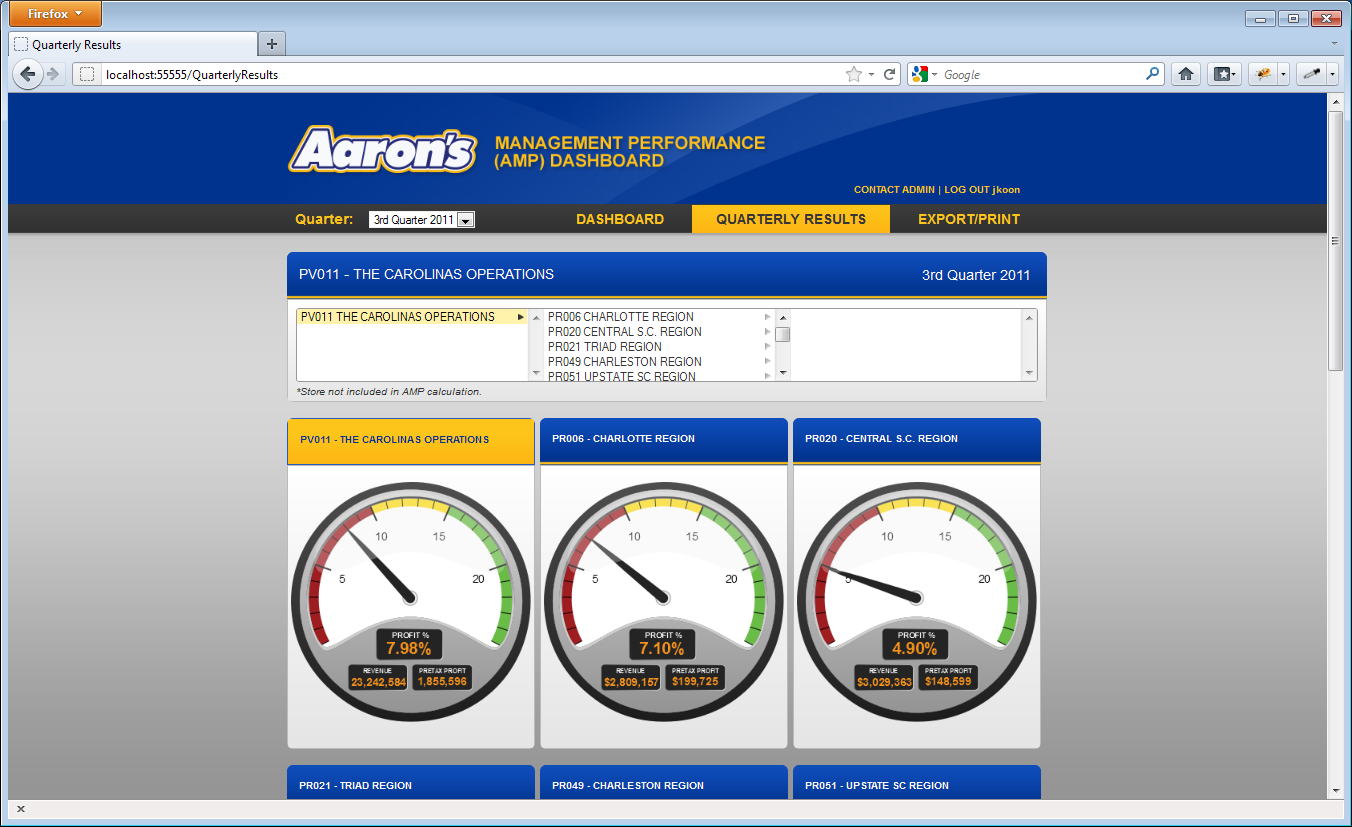 Firefox
Quarterly Results
localhost:55555/QuarterlyResults
Google
Aaron's
MANAGEMENT PERFORMANCE
(AMP) DASHBOARD
CONTACT ADMIN | LOG OUT jkoon
Quarter:
3rd Quarter 2011
DASHBOARD
QUARTERLY RESULTS
EXPORT/PRINT
PV011 - THE CAROLINAS OPERATIONS
3rd Quarter 2011
PV011 THE CAROLINAS OPERATIONS
PR006 CHARLOTTE REGION
PR020 CENTRAL S.C. REGION
PR021 TRIAD REGION
PR049 CHARLESTON REGION
PR051 UPSTATE SC REGION
*Store not included in AMP calculation.
PV011 - THE CAROLINAS OPERATIONS
5
10
15
20
PROFIT %
7.98%
REVENUE
23,242,584
PRETAX PROFIT
1,855,596
PR006 - CHARLOTTE REGION
5
10
15
20
PROFIT %
7.10%
REVENUE
$2,809,157
PRETAX PROFIT
$199,725
PR020 - CENTRAL S.C. REGION
5
10
15
20
PROFIT %
4.90%
REVENUE
$3,029,363
PRETAX PROFIT
$148,599
PR021 - TRIAD REGION
PR049 - CHARLESTON REGION
PR051 - UPSTATE SC REGION